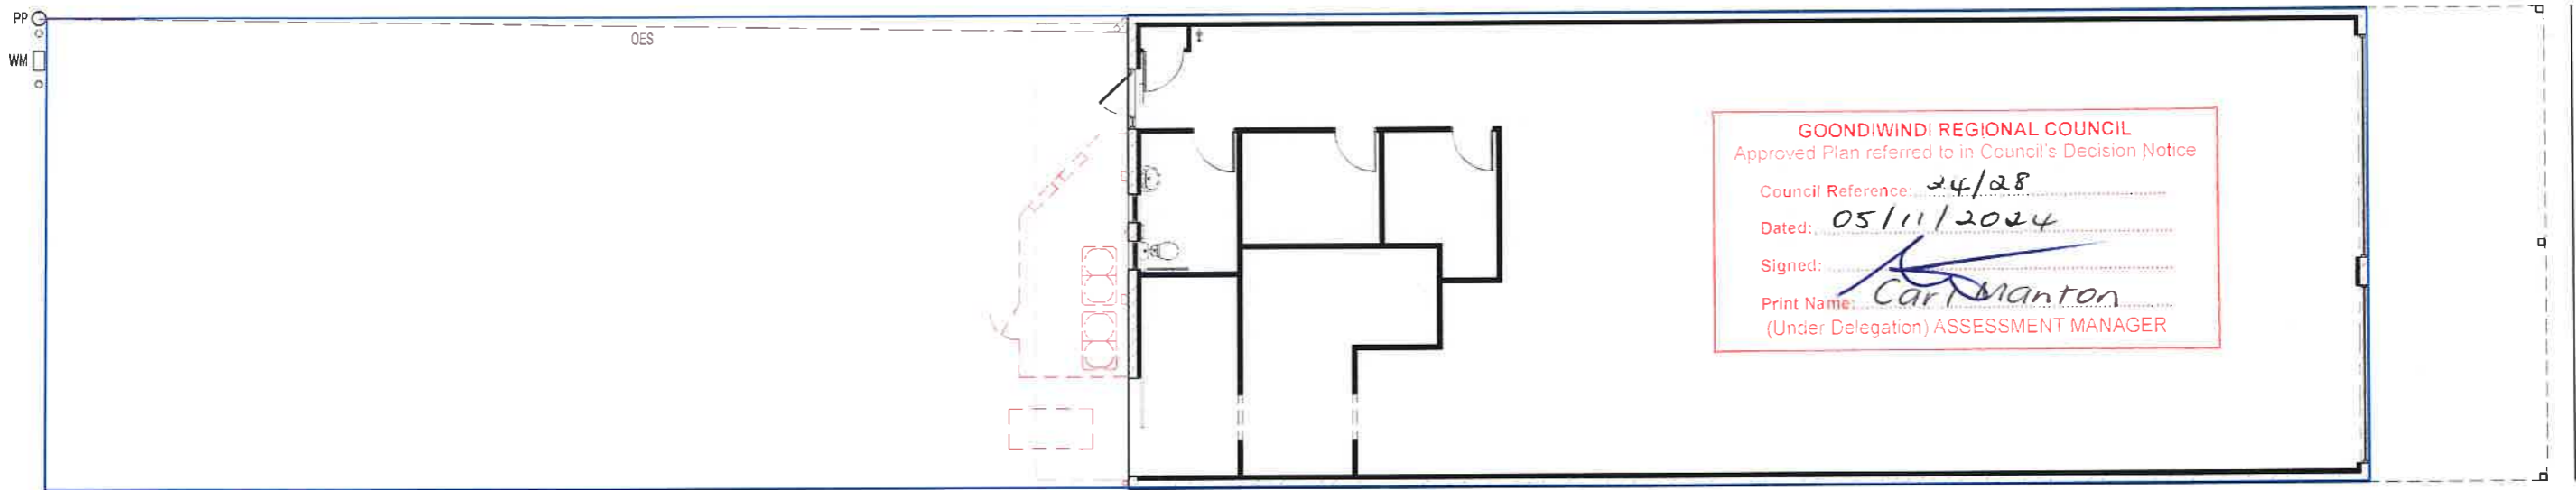 PP
WM
OES
GOONDIWINDI REGIONAL COUNCIL
Approved Plan referred to in Council's Decision Notice
Council Reference: 24/28
Dated: 05/11/2024
Signed:
Print Name: Carl Manton
(Under Delegation) ASSESSMENT MANAGER